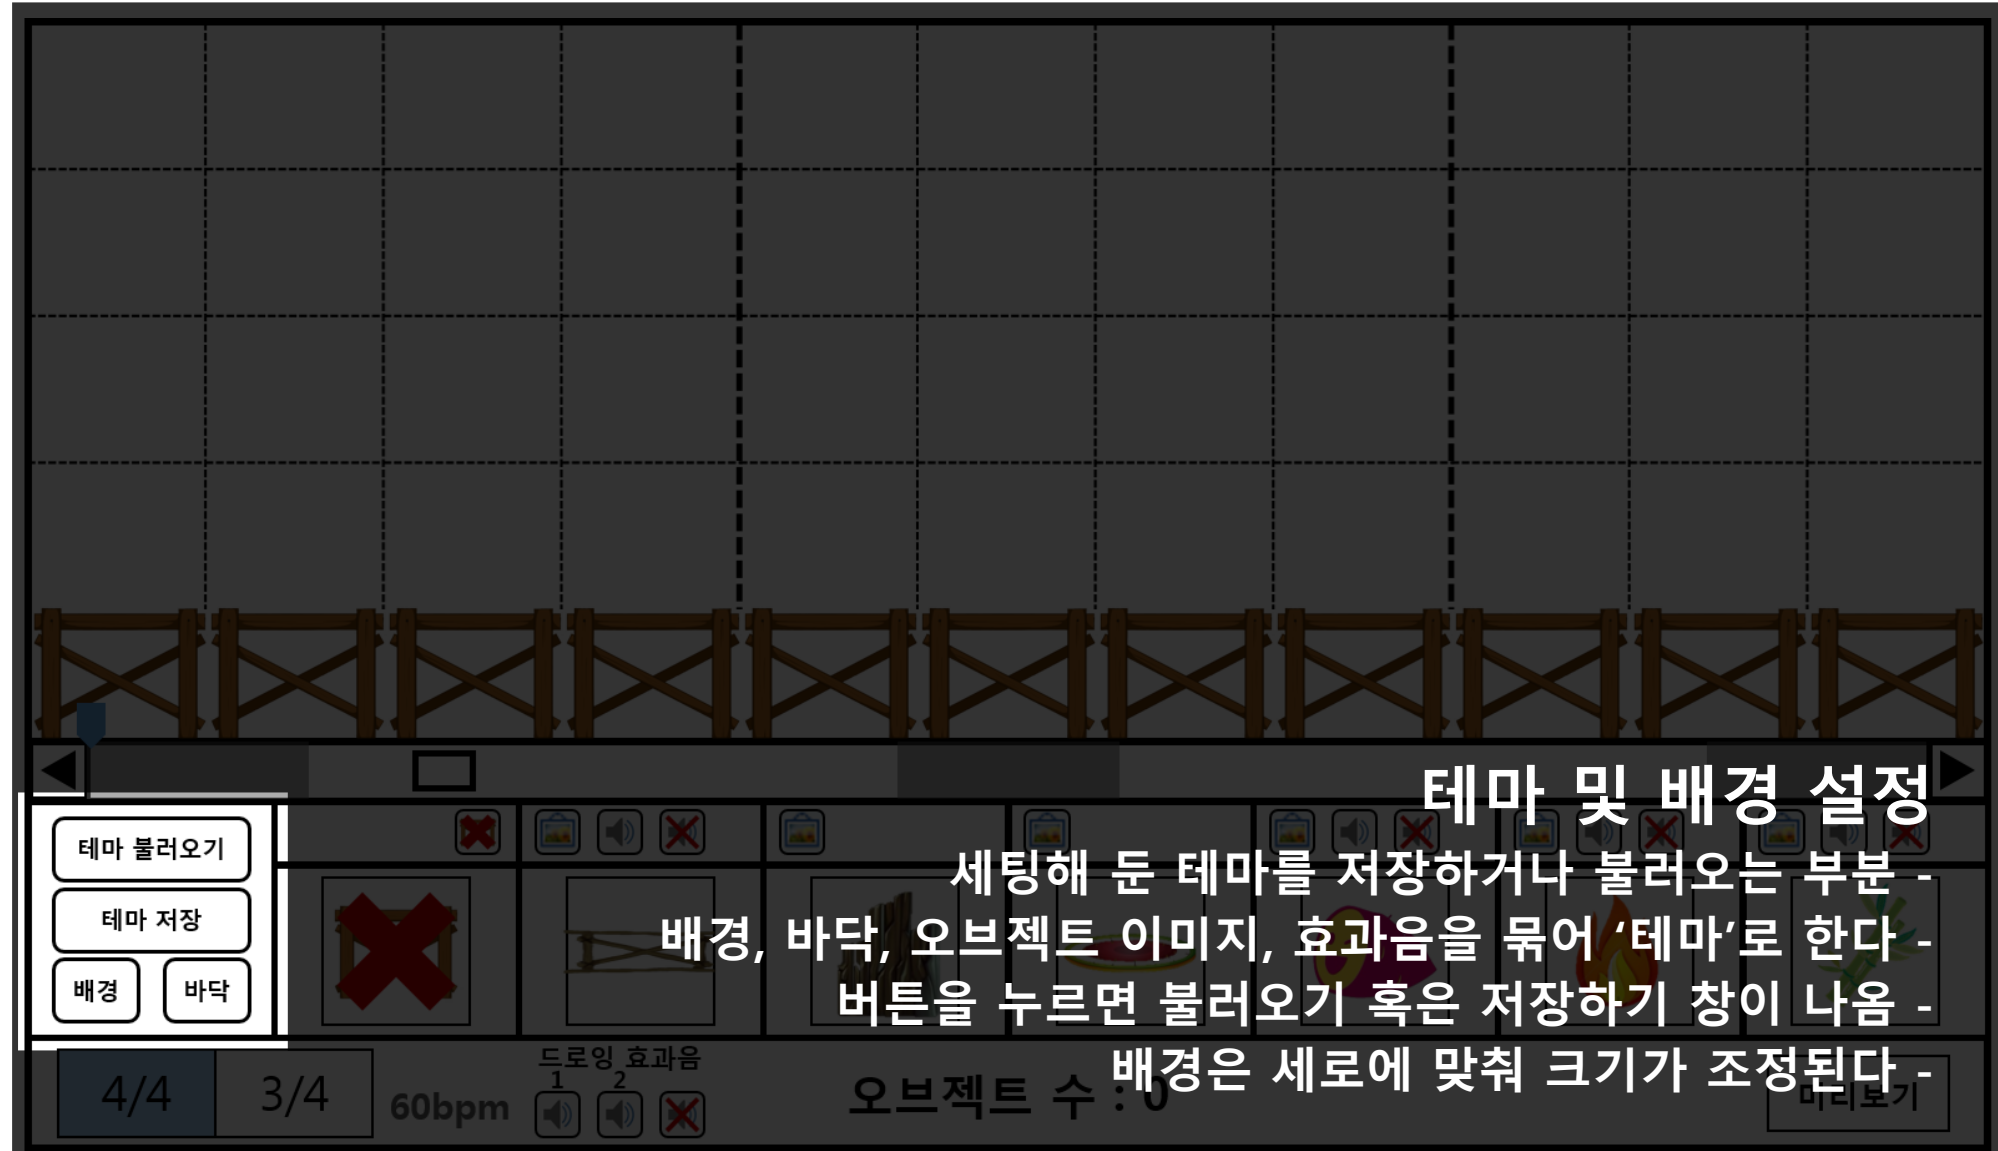 테마 및 배경 설정
테마 불러오기
세팅해 둔 테마를 저장하거나 불러오는 부분 -
테마 저장
배경, 바닥, 오브젝트 이미지, 효과음을 묶어 ‘테마’로 한다 -
배경 바닥
버튼을 누르면 불러오기 혹은 저장하기 창이 나옴 -
배경은 세로에 맞춰 크기가 조정된다 -
4/4 3/4
60bpm
드로잉 효과음
1 2
오브젝트 수 : 0
미리보기